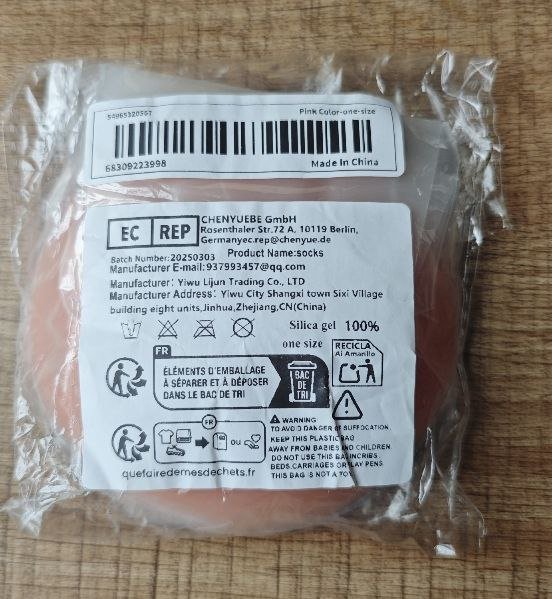 54965320567 Pink Color-one-size
68309223998 Made in China
EC REP
CHENYUEBE GmbH
Rosenthaler Str.72 A, 10119 Berlin,
Germanyec.rep@chenyue.de
Batch Number:20250303 Product Name:socks
Manufacturer E-mail:937993457@qq.com
Manufacturer: Yiwu Lijun Trading Co., LTD
Manufacturer Address: Yiwu City Shangxi town Sixi Village
building eight units,Jinhua,Zhejiang,CN(China)
Silica gel 100%
one size
RECICLA
Al Amarillo
FR
ÉLÉMENTS D'EMBALLAGE
À SÉPARER ET À DÉPOSER
DANS LE BAC DE TRI
BAC
DE
TRI
FR
OU
quefairedemesdechets.fr
WARNING
TO AVOID DANGER OF SUFFOCATION
KEEP THIS PLASTIC BAG
AWAY FROM BABIES AND CHILDREN.
DO NOT USE THIS BAG INCRIBS,
BEDS,CARRIAGES OR PLAY PENS.
THIS BAG IS NOT A TOY